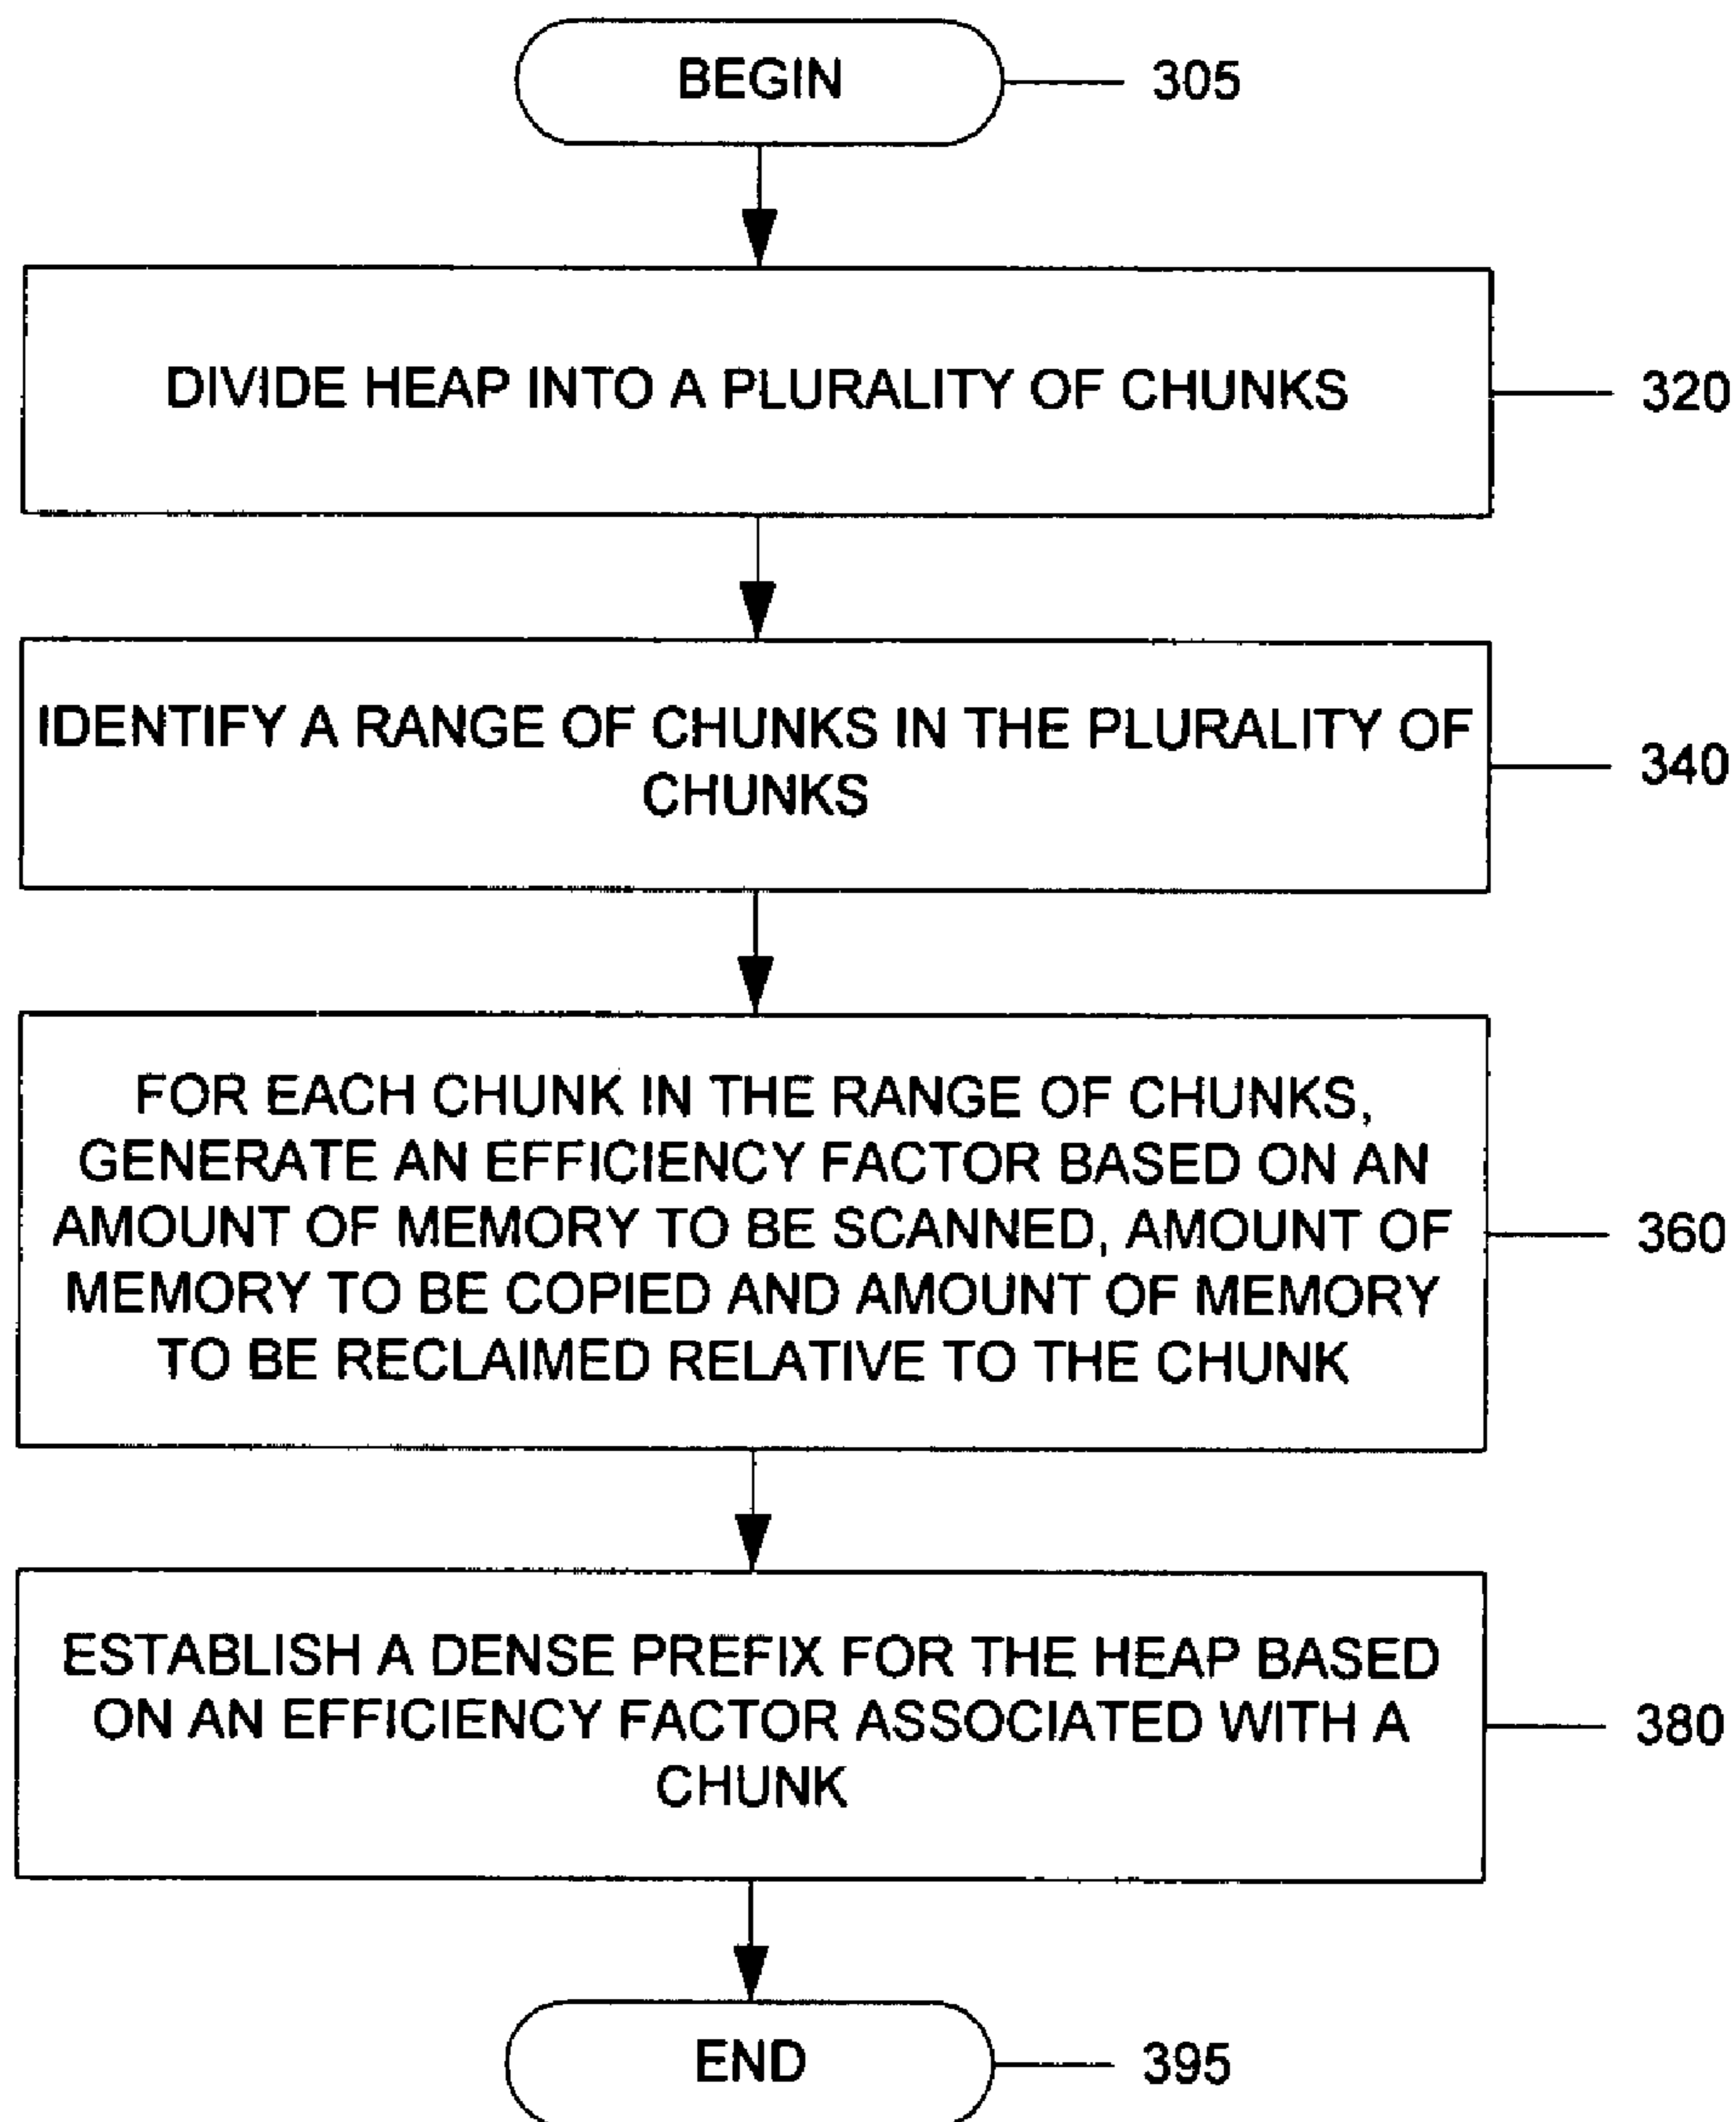 BEGIN
305
DIVIDE HEAP INTO A PLURALITY OF CHUNKS
320
IDENTIFY A RANGE OF CHUNKS IN THE PLURALITY OF
CHUNKS
340
FOR EACH CHUNK IN THE RANGE OF CHUNKS,
GENERATE AN EFFICIENCY FACTOR BASED ON AN
AMOUNT OF MEMORY TO BE SCANNED, AMOUNT OF
MEMORY TO BE COPIED AND AMOUNT OF MEMORY
TO BE RECLAIMED RELATIVE TO THE CHUNK
360
ESTABLISH A DENSE PREFIX FOR THE HEAP BASED
ON AN EFFICIENCY FACTOR ASSOCIATED WITH A
CHUNK
380
END
395